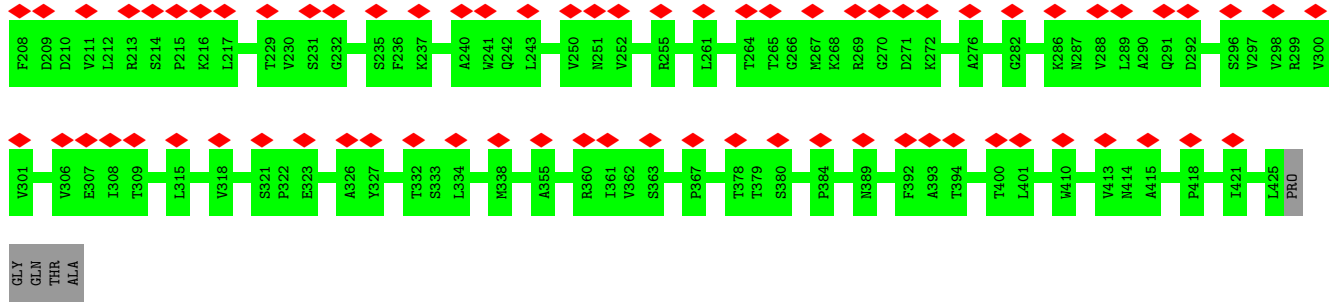 F208 D209 D210 V211 L212 R213 S214 P215 K216 L217 T229 V230 S231 G232 S235 F236 K237 A240 W241 Q242 L243 V250 N251 V252 R255 L261 T264 T265 G266 M267 K268 R269 G270 D271 K272 A276 G282 K286 N287 V288 L289 A290 Q291 D292 S296 V297 V298 R299 V300
V301 V306 E307 I308 T309 L315 V318 S321 P322 E323 A326 Y327 T332 S333 L334 M338 A355 R360 I361 V362 S363 P367 T378 T379 S380 P384 N389 F392 A393 T394 T400 L401 W410 V413 N414 A415 P418 I421 L425 PRO
GLY GLN THR ALA